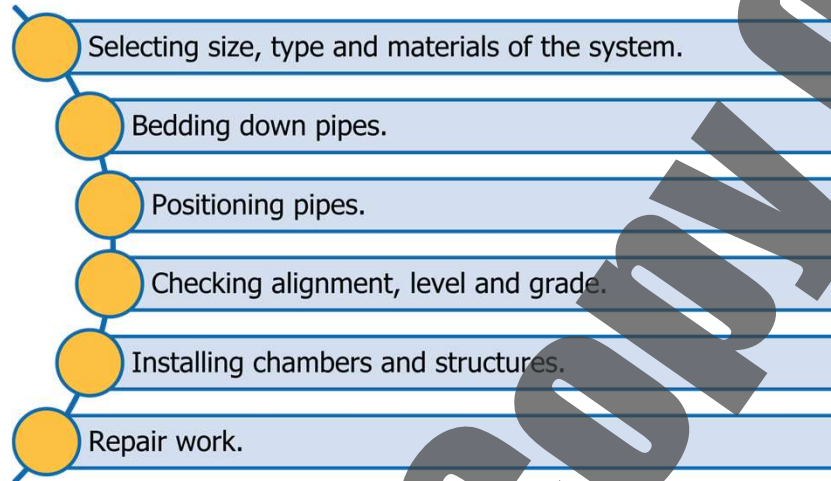 Selecting size, type and materials of the system.
Bedding down pipes.
Positioning pipes.
Checking alignment, level and grade.
Installing chambers and structures.
Repair work.